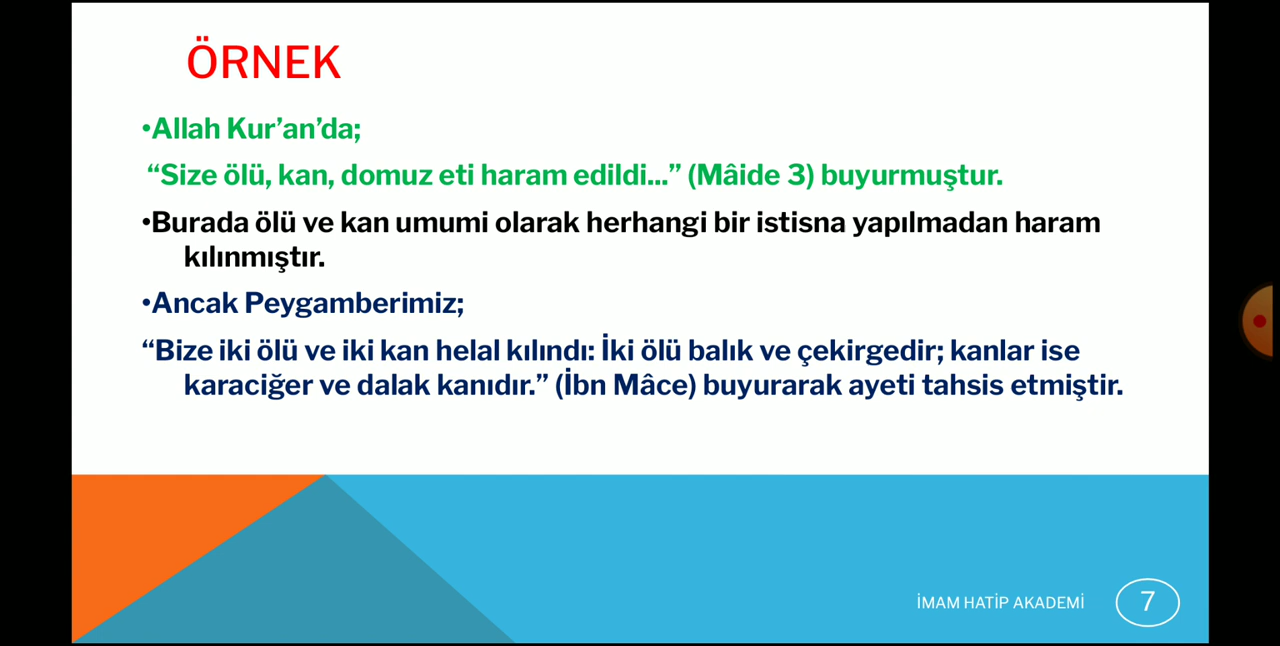 ÖRNEK
•Allah Kur’an’da;
“Size ölü, kan, domuz eti haram edildi...” (Mâide 3) buyurmuştur.
•Burada ölü ve kan umumi olarak herhangi bir istisna yapılmadan haram
kılınmıştır.
•Ancak Peygamberimiz;
“Bize iki ölü ve iki kan helal kılındı: İki ölü balık ve çekirgedir; kanlar ise
karaciğer ve dalak kanıdır.” (İbn Mâce) buyurarak ayeti tahsis etmiştir.
İMAM HATİP AKADEMİ
7